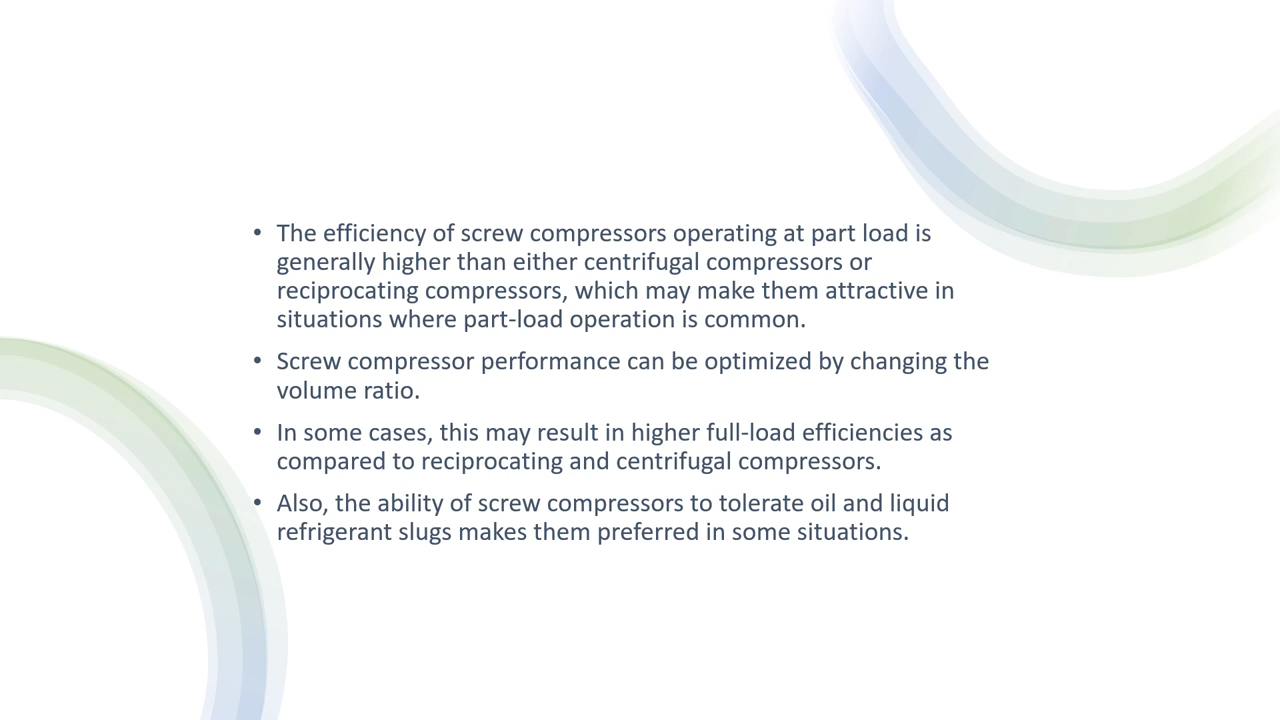 • The efficiency of screw compressors operating at part load is
generally higher than either centrifugal compressors or
reciprocating compressors, which may make them attractive in
situations where part-load operation is common.
• Screw compressor performance can be optimized by changing the
volume ratio.
• In some cases, this may result in higher full-load efficiencies as
compared to reciprocating and centrifugal compressors.
• Also, the ability of screw compressors to tolerate oil and liquid
refrigerant slugs makes them preferred in some situations.